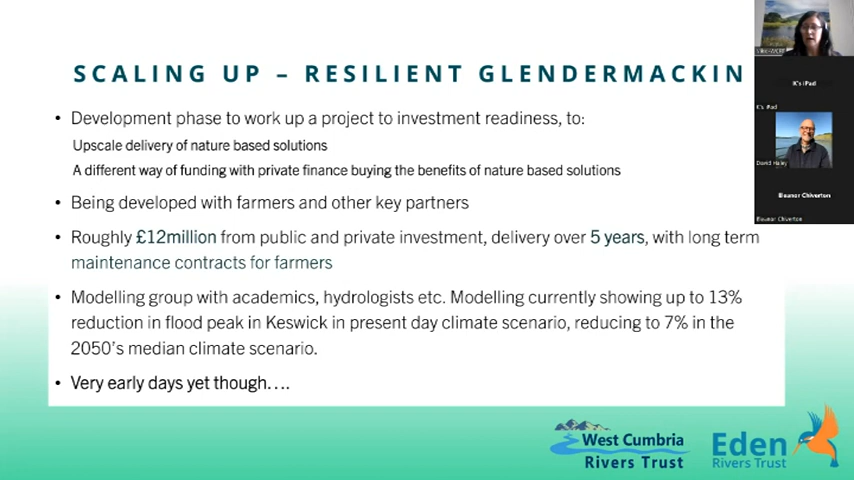 SCALING UP – RESILIENT GLENDERMACKIN
• Development phase to work up a project to investment readiness, to:
Upscale delivery of nature based solutions
A different way of funding with private finance buying the benefits of nature based solutions
• Being developed with farmers and other key partners
• Roughly £12million from public and private investment, delivery over 5 years, with long term
maintenance contracts for farmers
• Modelling group with academics, hydrologists etc. Modelling currently showing up to 13%
reduction in flood peak in Keswick in present day climate scenario, reducing to 7% in the
2050's median climate scenario.
• Very early days yet though….
K's iPad
K's iPad
David Haley
Eleanor Chiverton
Eleanor Chiverton
West Cumbria
Rivers Trust
Eden
Rivers Trust